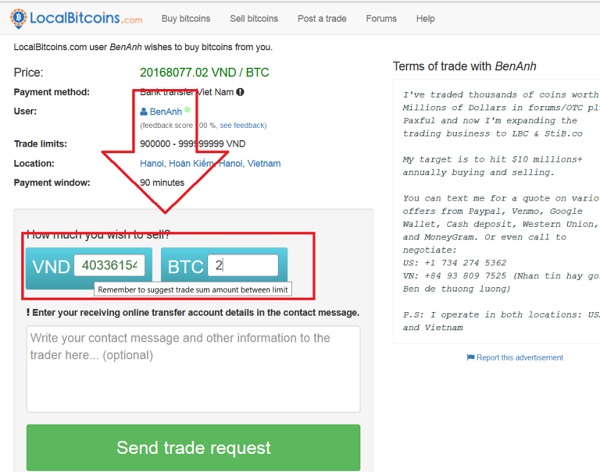 LocalBitcoins.com
Buy bitcoins Sell bitcoins Post a trade Forums Help
LocalBitcoins.com user BenAnh wishes to buy bitcoins from you.
Price: 20168077.02 VND / BTC
Payment method: Bank transfer Viet Nam
User: BenAnh
(feedback score 00 %, see feedback)
Trade limits: 900000 - 999999999 VND
Location: Hanoi, Hoàn Kiếm, Hanoi, Vietnam
Payment window: 90 minutes
How much you wish to sell?
VND 40336154 BTC 2
Remember to suggest trade sum amount between limit
! Enter your receiving online transfer account details in the contact message.
Write your contact message and other information to the
trader here... (optional)
Send trade request
Terms of trade with BenAnh
I've traded thousands of coins worth
Millions of Dollars in forums/OTC pl
Paxful and now I'm expanding the
trading business to LBC & StiB.co
My target is to hit $10 millions+
annually buying and selling.
You can text me for a quote on vario
offers from Paypal, Venmo, Google
Wallet, Cash deposit, Western Union,
and MoneyGram. Or even call to
negotiate:
US: +1 734 274 5362
VN: +84 93 809 7525 (Nhan tin hay go
Ben de thuong luong)
P.S: I operate in both locations: US
and Vietnam
Report this advertisement